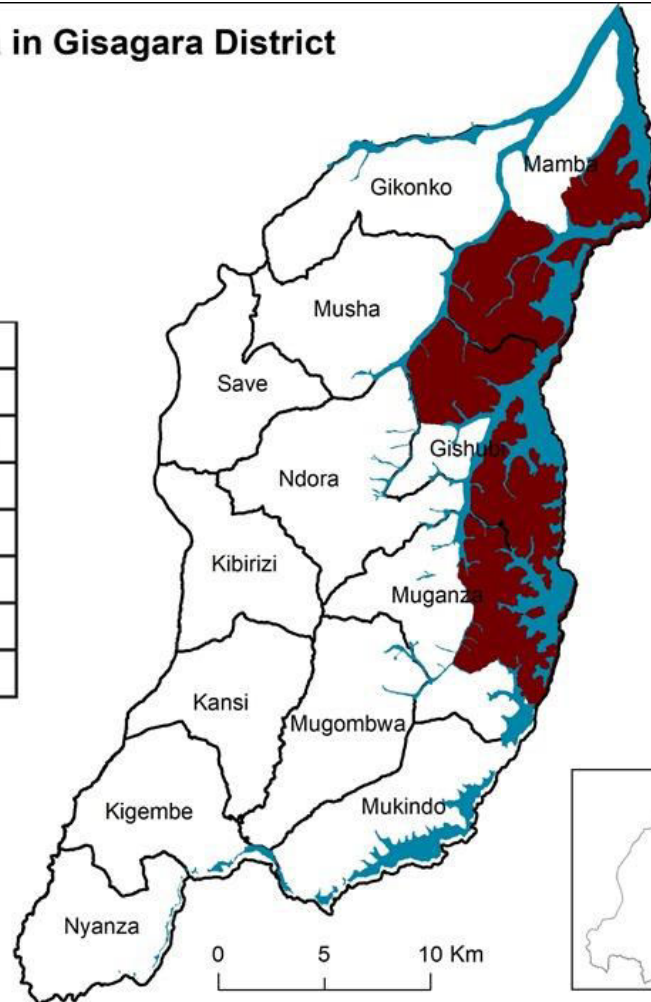 in Gisagara District
Mamba
Gikonko
Musha
Save
Gishubi
Ndora
Kibirizi
Muganza
Kansi
Mugombwa
Mukindo
Kigembe
Nyanza
0 5 10 Km